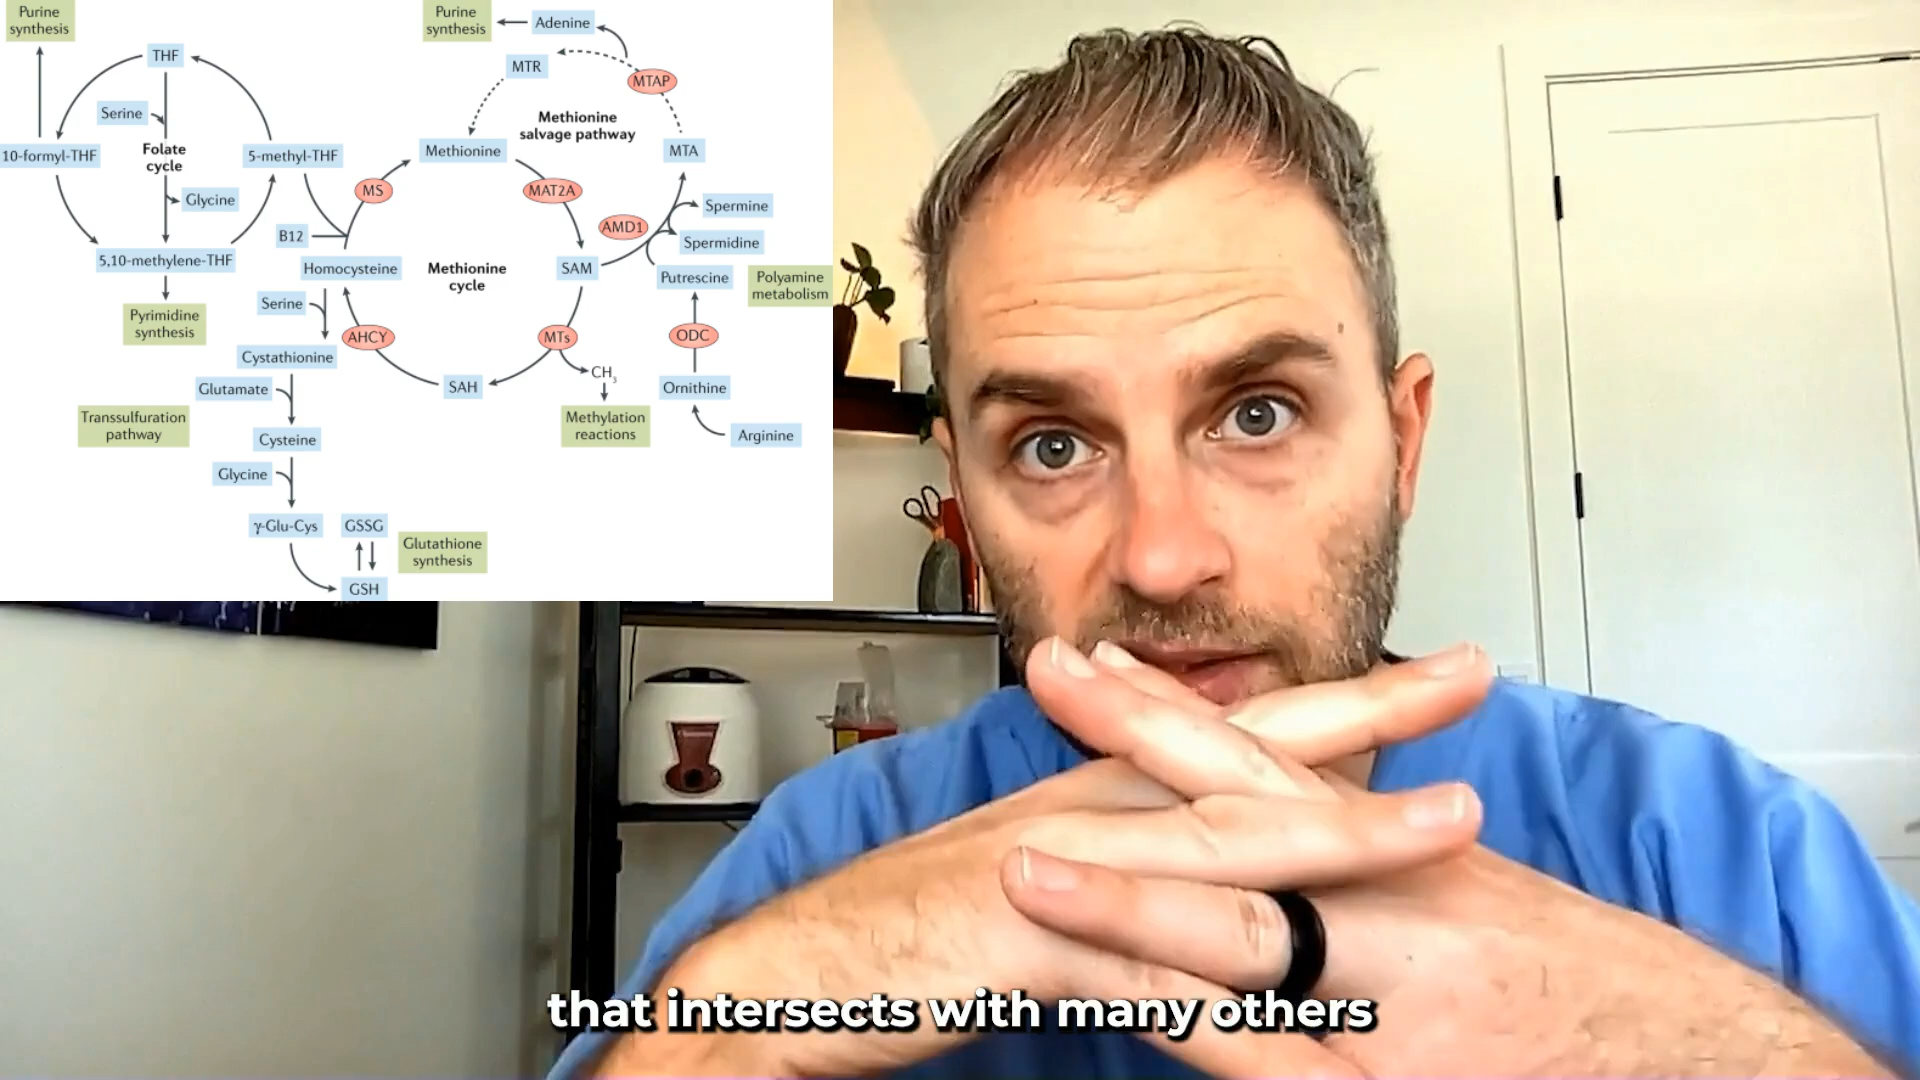 Purine
synthesis
THF
Serine
10-formyl-THF
Folate
cycle
5-methyl-THF
Glycine
5,10-methylene-THF
Pyrimidine
synthesis
B12
Homocysteine
Serine
Cystathionine
Glutamate
Transsulfuration
pathway
Cysteine
Glycine
γ-Glu-Cys
GSSG
GSH
Glutathione
synthesis
Purine
synthesis
Adenine
MTR
MTAP
Methionine
salvage pathway
Methionine
MTA
MS
MAT2A
AMD1
Spermine
Spermidine
Methionine
cycle
SAM
Putrescine
Polyamine
metabolism
AHCY
MTs
ODC
SAH
CH3
Ornithine
Methylation
reactions
Arginine
that intersects with many others